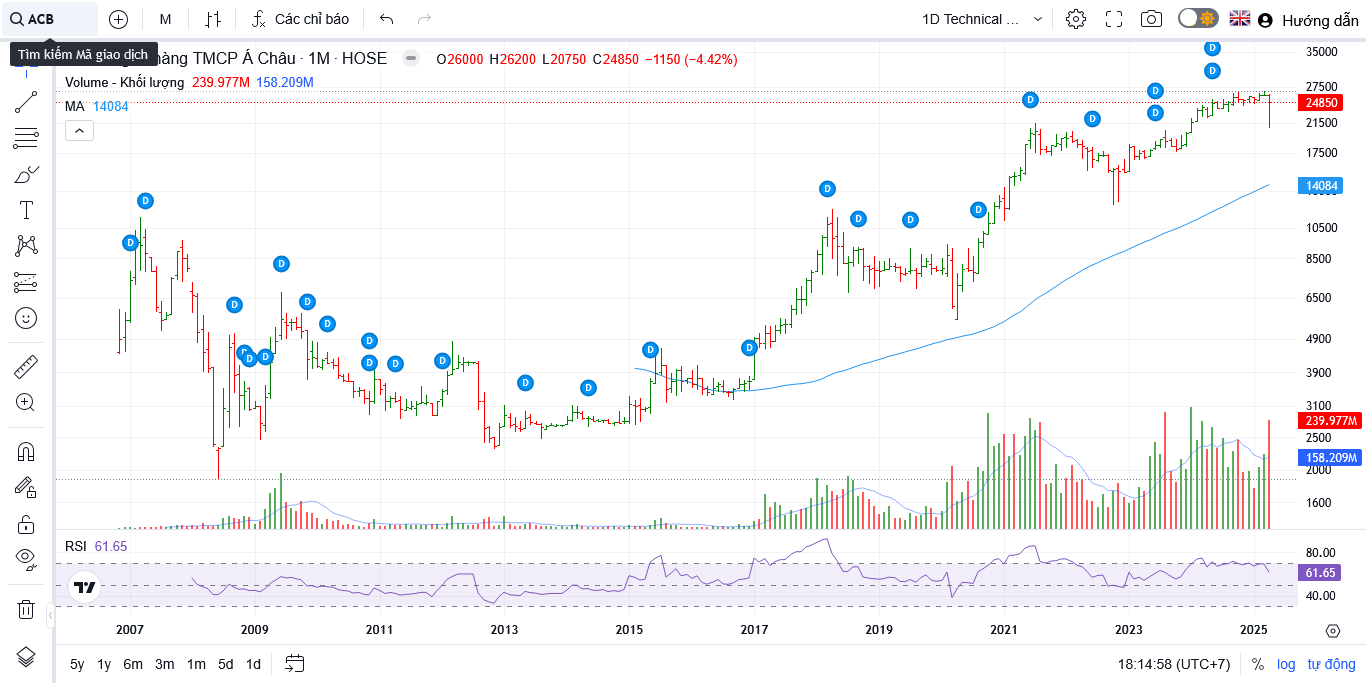 ACB
M
Các chỉ báo
1D Technical ...
Hướng dẫn
Tìm kiếm Mã giao dịch
hàng TMCP Á Châu · 1M · HOSE
O26000 H26200 L20750 C24850 −1150 (−4.42%)
Volume - Khối lượng 239.977M 158.209M
MA 14084
D D D D D D D D D D D D D D D D D D D D D D D D D D D D
35000
27500
24850
21500
17500
14084
10500
8500
6500
4900
3900
3100
239.977M
2500
158.209M
2000
1600
RSI 61.65
80.00
61.65
40.00
2007 2009 2011 2013 2015 2017 2019 2021 2023 2025
5y 1y 6m 3m 1m 5d 1d
18:14:58 (UTC+7) % log tự động